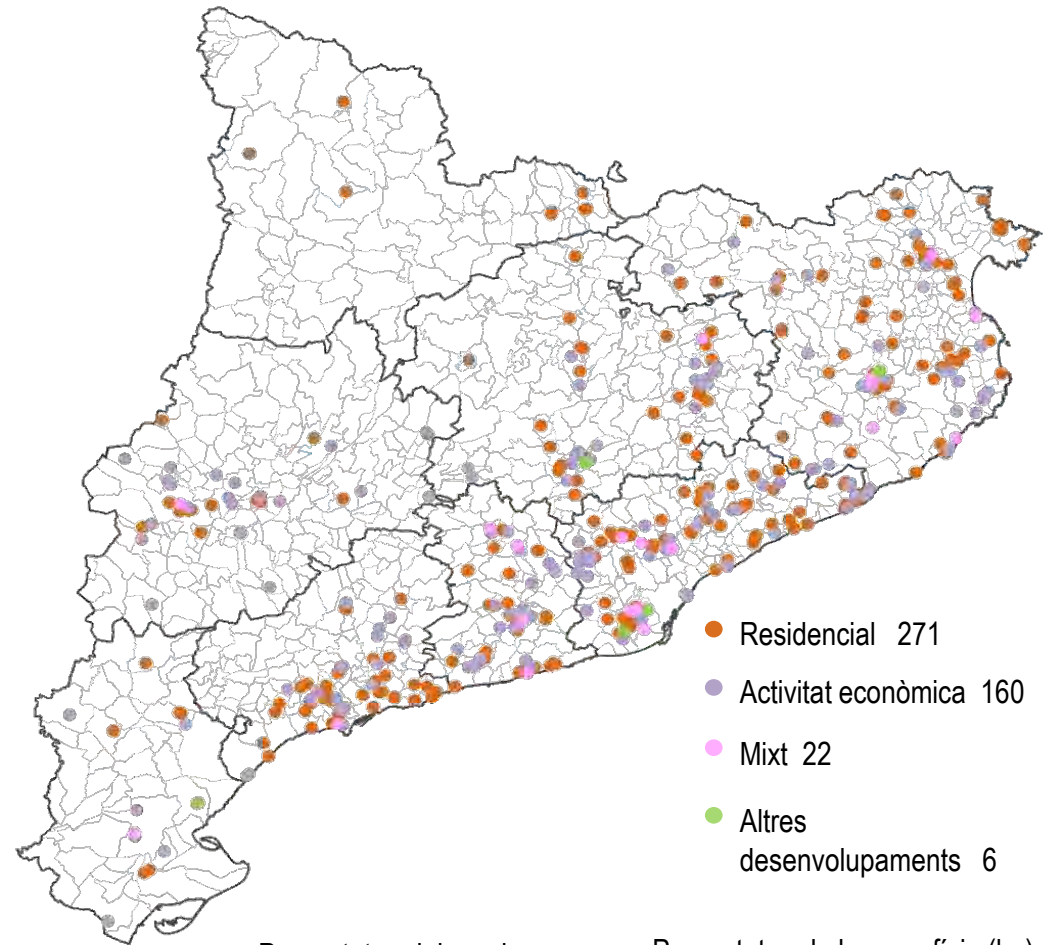 Residencial 271
Activitat econòmica 160
Mixt 22
Altres
desenvolupaments 6